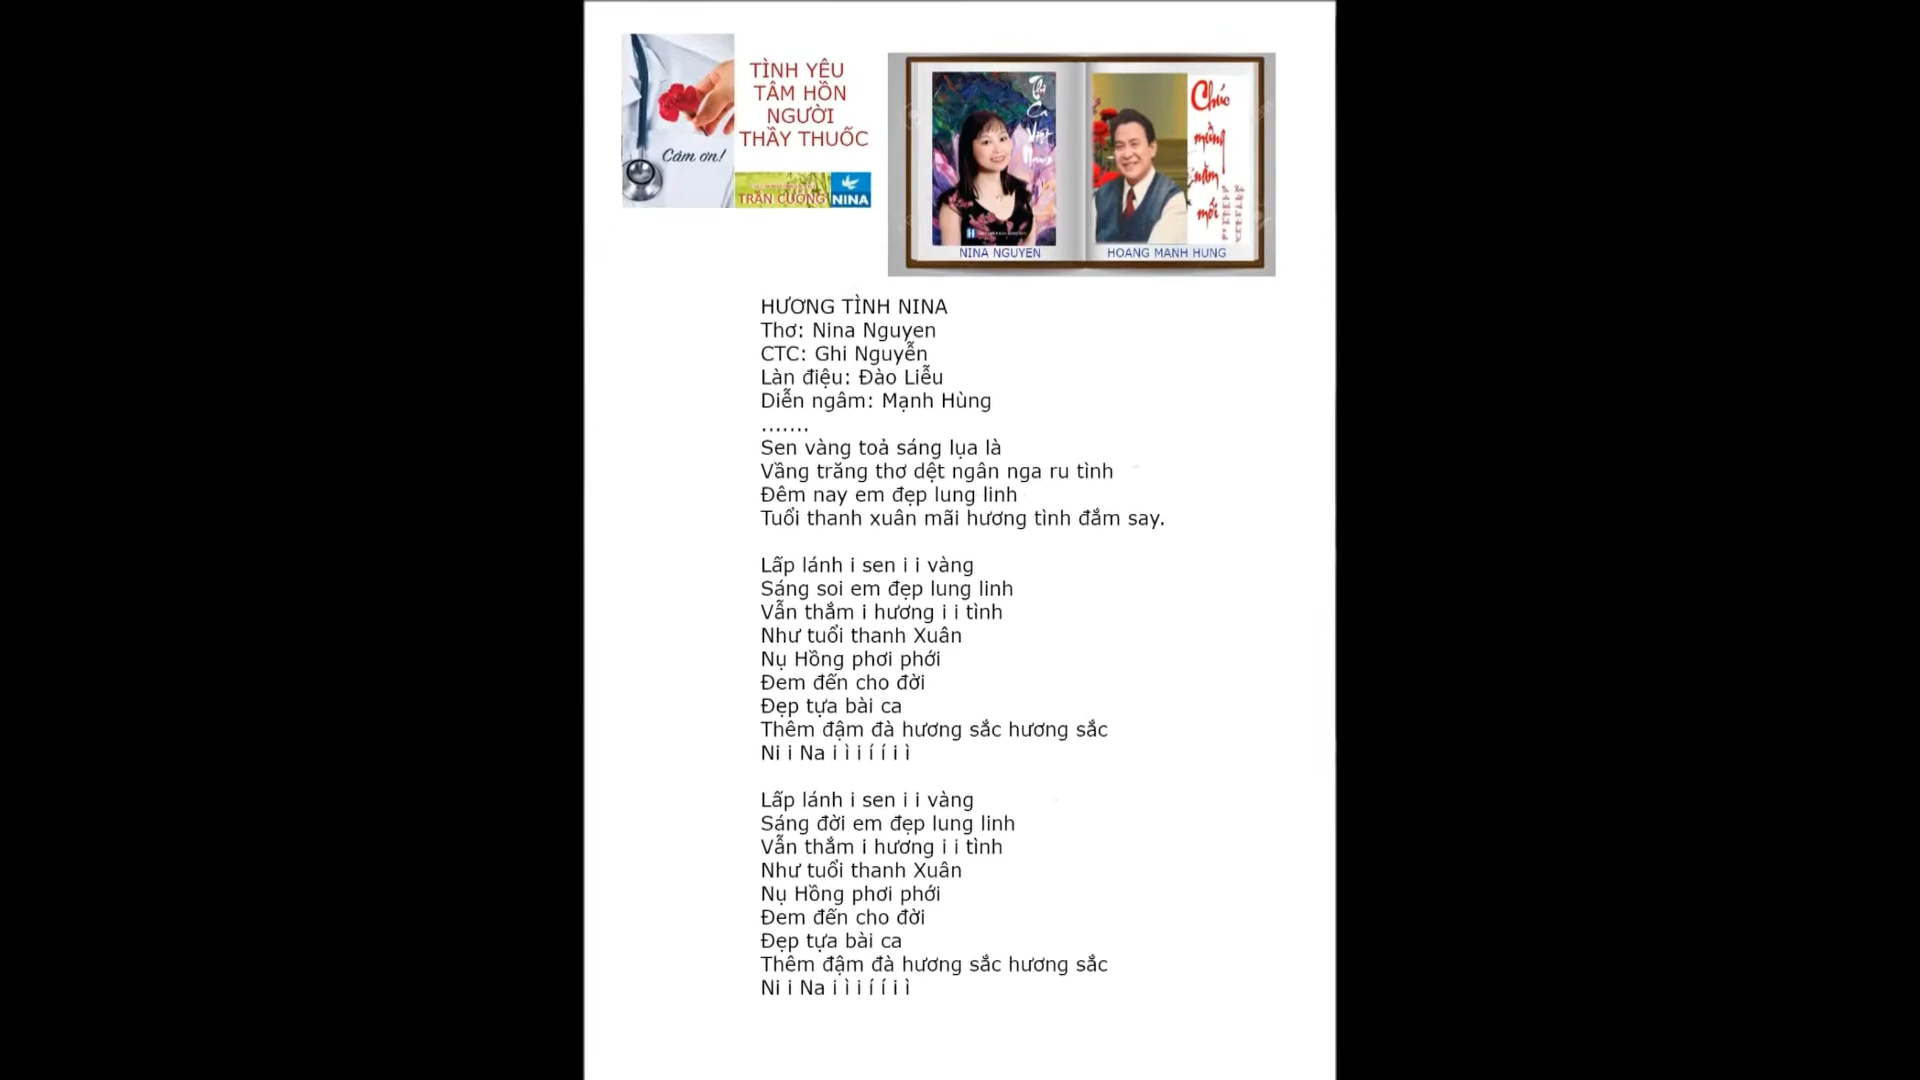 Cảm ơn!
TÌNH YÊU
TÂM HỒN
NGƯỜI
THẦY THUỐC
TRẦN CƯỜNG
NINA
Thi
Ca
Việt
Nam
NINA NGUYEN
Chúc
mừng
năm
mới
HOANG MANH HUNG
HƯƠNG TÌNH NINA
Thơ: Nina Nguyen
CTC: Ghi Nguyễn
Làn điệu: Đào Liễu
Diễn ngâm: Mạnh Hùng
.......
Sen vàng toả sáng lụa là
Vầng trăng thơ dệt ngân nga ru tình
Đêm nay em đẹp lung linh
Tuổi thanh xuân mãi hương tình đắm say.
Lấp lánh i sen i i vàng
Sáng soi em đẹp lung linh
Vẫn thắm i hương i i tình
Như tuổi thanh Xuân
Nụ Hồng phơi phới
Đem đến cho đời
Đẹp tựa bài ca
Thêm đậm đà hương sắc hương sắc
Ni i Na i ì i í í i ì
Lấp lánh i sen i i vàng
Sáng đời em đẹp lung linh
Vẫn thắm i hương i i tình
Như tuổi thanh Xuân
Nụ Hồng phơi phới
Đem đến cho đời
Đẹp tựa bài ca
Thêm đậm đà hương sắc hương sắc
Ni i Na i ì i í í i ì